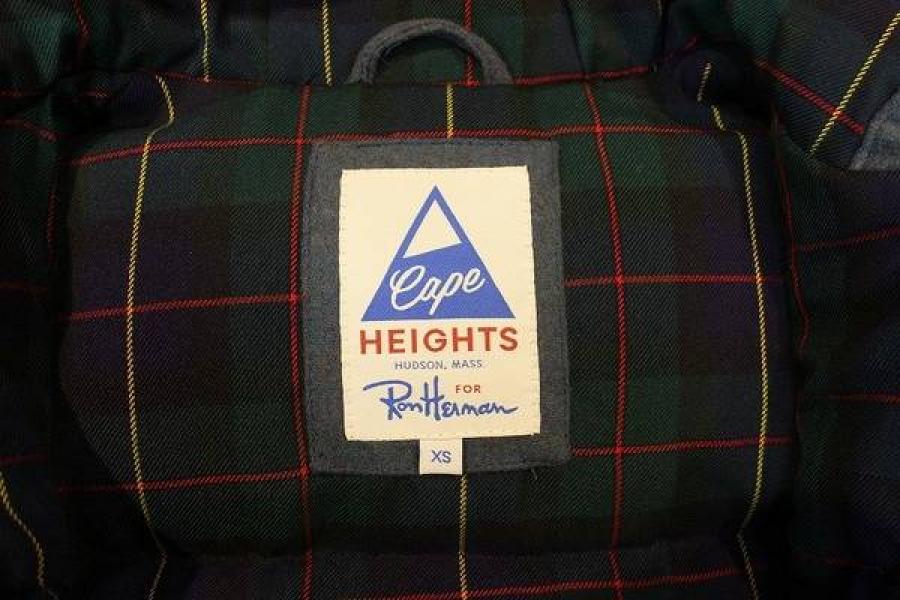 Cape
HEIGHTS
HUDSON, MASS
FOR
Ron Herman
XS